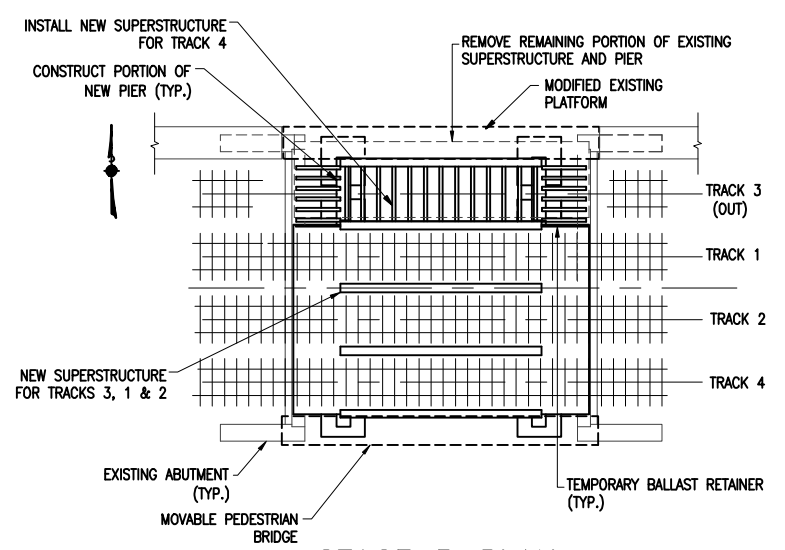 INSTALL NEW SUPERSTRUCTURE
FOR TRACK 4
CONSTRUCT PORTION OF
NEW PIER (TYP.)
REMOVE REMAINING PORTION OF EXISTING
SUPERSTRUCTURE AND PIER
MODIFIED EXISTING
PLATFORM
TRACK 3
(OUT)
TRACK 1
TRACK 2
TRACK 4
NEW SUPERSTRUCTURE
FOR TRACKS 3, 1 & 2
EXISTING ABUTMENT
(TYP.)
MOVABLE PEDESTRIAN
BRIDGE
TEMPORARY BALLAST RETAINER
(TYP.)